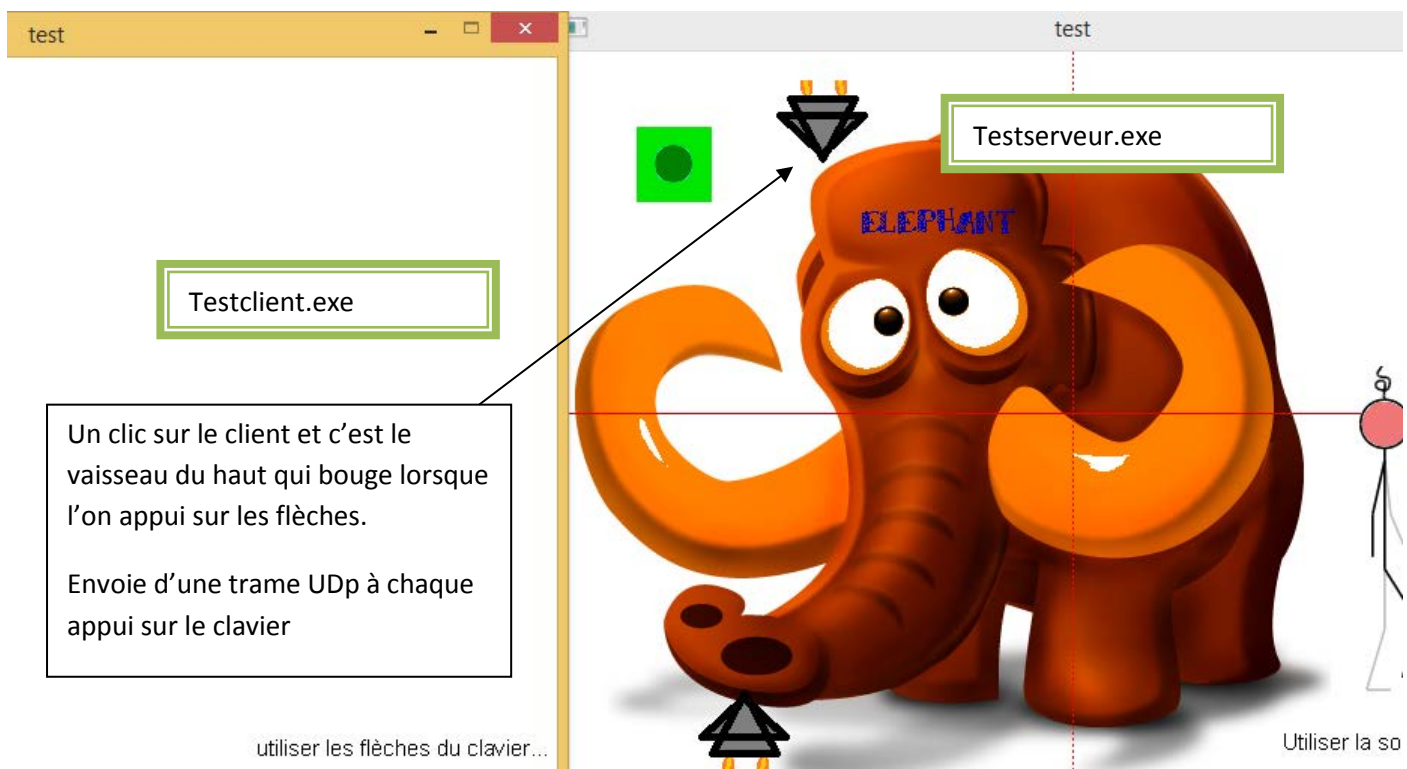 test
test
Testserveur.exe
ELEPHANT
Testclient.exe
Un clic sur le client et c’est le
vaisseau du haut qui bouge lorsque
l’on appui sur les flèches.
Envoie d’une trame UDp à chaque
appui sur le clavier
utiliser les flèches du clavier...
Utiliser la so